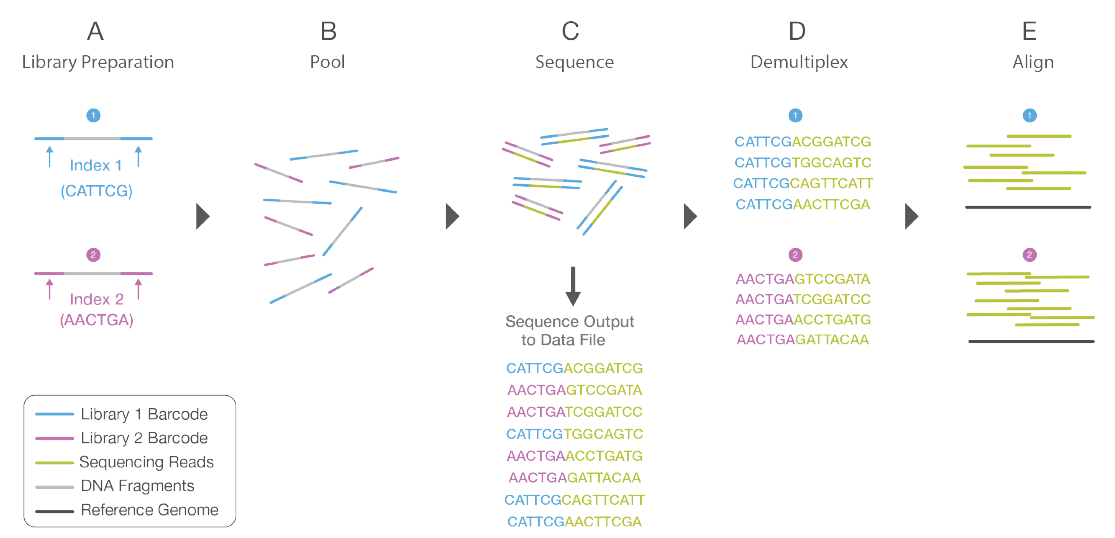 A
Library Preparation
1
Index 1
(CATTCG)
2
Index 2
(AACTGA)
B
Pool
C
Sequence
Sequence Output
to Data File
CATTCGACGGATCG
AACTGAGTCCGATA
AACTGATCGGATCC
CATTCGTGGCAGTC
AACTGAACCTGATG
AACTGAGATTACAA
CATTCGCAGTTCATT
CATTCGAACTTCGA
D
Demultiplex
1
CATTCGACGGATCG
CATTCGTGGCAGTC
CATTCGCAGTTCATT
CATTCGAACTTCGA
2
AACTGAGTCCGATA
AACTGATCGGATCC
AACTGAACCTGATG
AACTGAGATTACAA
E
Align
1
2
Library 1 Barcode
Library 2 Barcode
Sequencing Reads
DNA Fragments
Reference Genome